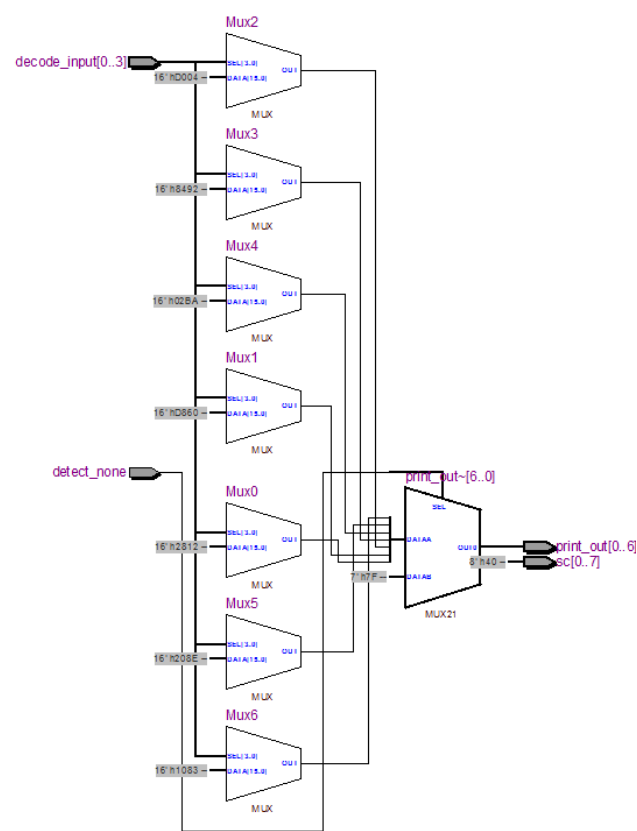 Mux2
decode_input[0..3]
SEL[3..0]
OUT
16'hD004
DATA[15..0]
MUX
Mux3
SEL[3..0]
OUT
16'h8492
DATA[15..0]
MUX
Mux4
SEL[3..0]
OUT
16'h02BA
DATA[15..0]
MUX
Mux1
SEL[3..0]
OUT
16'hD860
DATA[15..0]
MUX
detect_none
print_out~[6..0]
SEL
Mux0
SEL[3..0]
OUT
16'h2812
DATA[15..0]
MUX
DATAA
OUT0
print_out[0..6]
8'h40
sc[0..7]
7'h7F
DATAB
MUX21
Mux5
SEL[3..0]
OUT
16'h208E
DATA[15..0]
MUX
Mux6
SEL[3..0]
OUT
16'h1083
DATA[15..0]
MUX